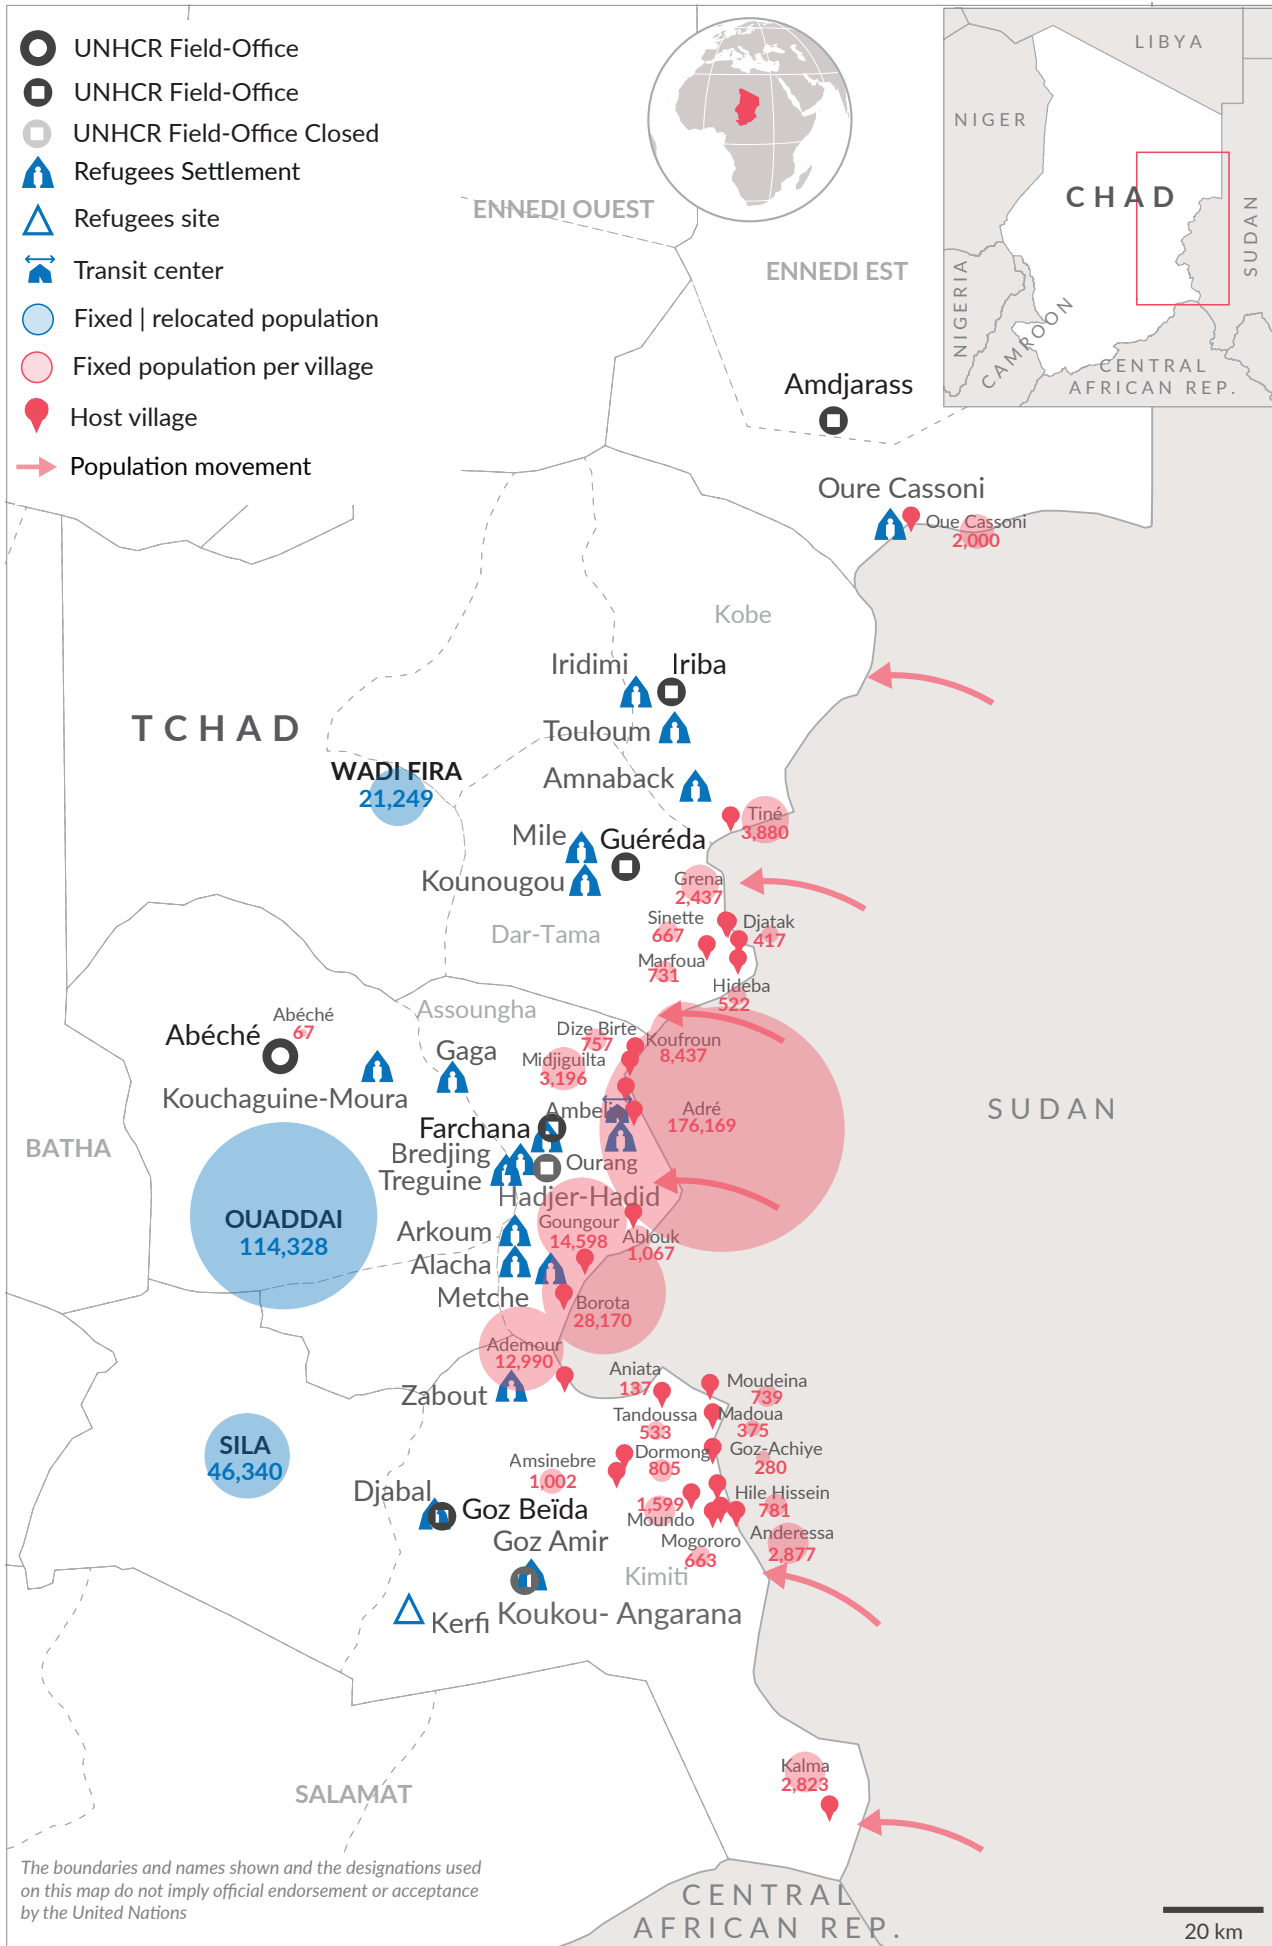 UNHCR Field-Office
UNHCR Field-Office
UNHCR Field-Office Closed
Refugees Settlement
Refugees site
Transit center
Fixed | relocated population
Fixed population per village
Host village
Population movement
LIBYA
NIGER
CHAD
SUDAN
NIGERIA
CAMROON
CENTRAL
AFRICAN REP.
ENNEDI OUEST
ENNEDI EST
Amdjarass
Oure Cassoni
Oue Cassoni
2,000
Kobe
Iridimi
Iriba
TCHAD
Touloum
WADI FIRA
21,249
Amnaback
Tiné
3,880
Mile
Guéréda
Kounougou
Grena
2,437
Sinette
667
Djatak
417
Dar-Tama
Marfoua
731
Hideba
522
Assoungha
Abéché
67
Abéché
Dize Birte
757
Koufroun
8,437
Gaga
Midjiguilta
3,196
Kouchaguine-Moura
Ambelia
Adré
176,169
SUDAN
Farchana
BATHA
Bredjing
Ourang
Treguine
Hadjer-Hadid
OUADDAI
114,328
Arkoum
Goungour
14,598
Ablouk
1,067
Alacha
Metche
Borota
28,170
Ademour
12,990
Zabout
Aniata
137
Moudeina
739
Tandoussa
533
Madoua
375
SILA
46,340
Dormong
805
Goz-Achiye
280
Amsinebre
1,002
Djabal
Goz Beïda
1,599
Moundo
Hile Hissein
781
Goz Amir
Mogororo
663
Anderessa
2,877
Kimiti
Kerfi
Koukou- Angarana
Kalma
2,823
SALAMAT
The boundaries and names shown and the designations used
on this map do not imply official endorsement or acceptance
by the United Nations
CENTRAL
AFRICAN REP.
20 km